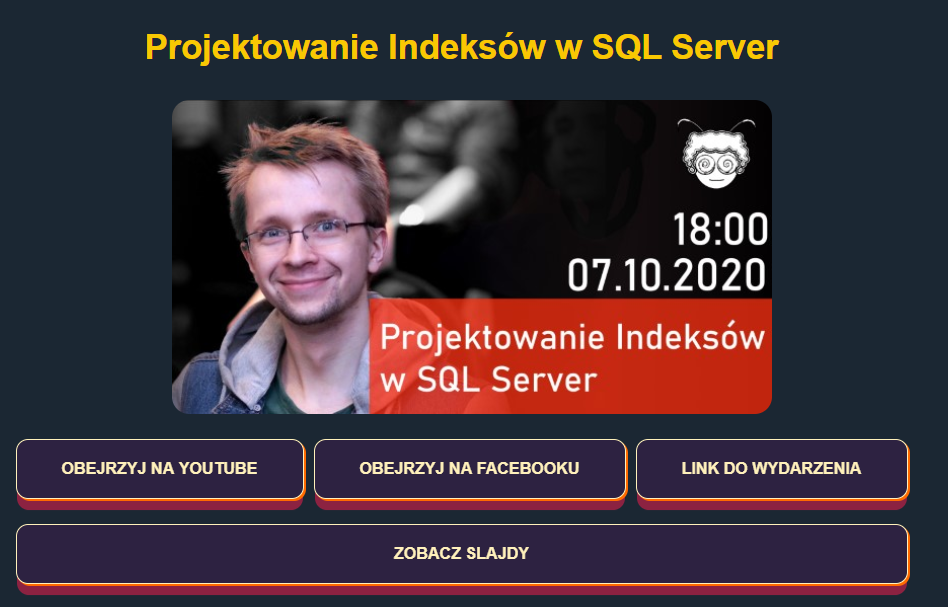 Projektowanie Indeksów w SQL Server
18:00
07.10.2020
Projektowanie Indeksów
w SQL Server
OBEJRZYJ NA YOUTUBE
OBEJRZYJ NA FACEBOOKU
LINK DO WYDARZENIA
ZOBACZ SLAJDY